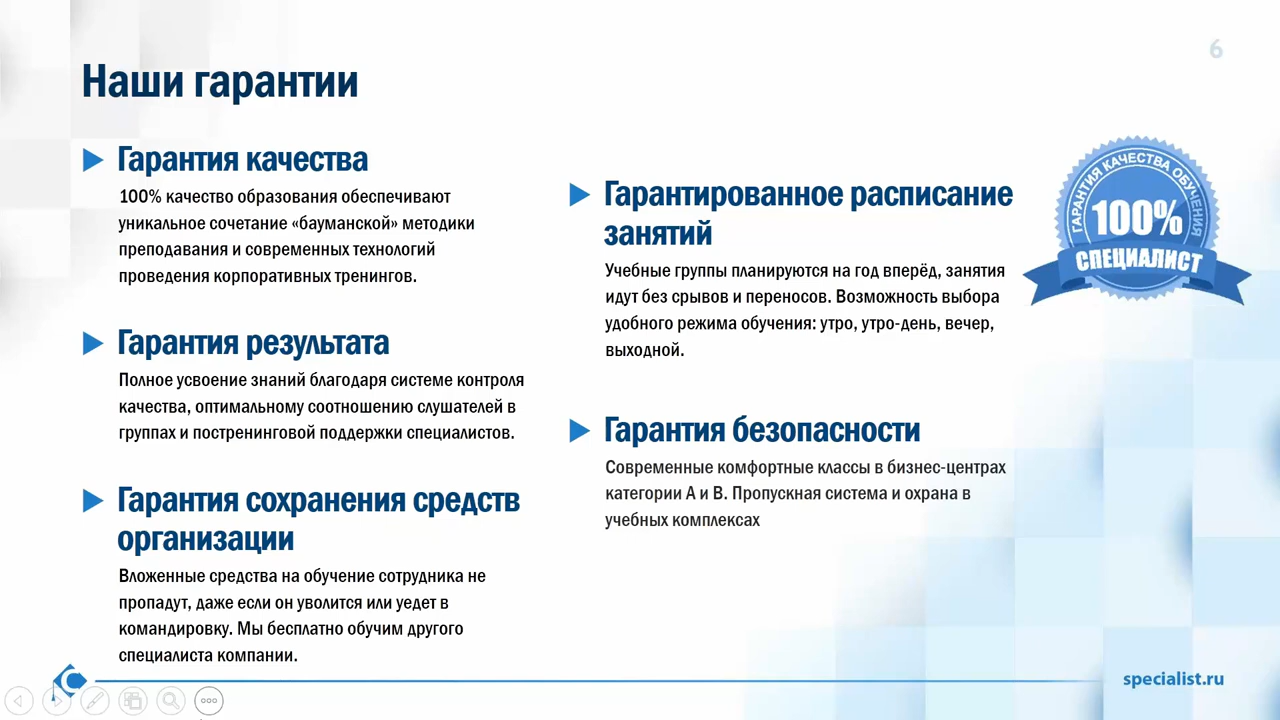 6
Наши гарантии
Гарантия качества
100% качество образования обеспечивают
уникальное сочетание «бауманской» методики
преподавания и современных технологий
проведения корпоративных тренингов.
Гарантия результата
Полное усвоение знаний благодаря системе контроля
качества, оптимальному соотношению слушателей в
группах и постренинговой поддержки специалистов.
Гарантия сохранения средств
организации
Вложенные средства на обучение сотрудника не
пропадут, даже если он уволится или уедет в
командировку. Мы бесплатно обучим другого
специалиста компании.
Гарантированное расписание
занятий
Учебные группы планируются на год вперёд, занятия
идут без срывов и переносов. Возможность выбора
удобного режима обучения: утро, утро-день, вечер,
выходной.
Гарантия безопасности
Современные комфортные классы в бизнес-центрах
категории А и В. Пропускная система и охрана в
учебных комплексах
ГАРАНТИЯ КАЧЕСТВА ОБУЧЕНИЯ
100%
СПЕЦИАЛИСТ
specialist.ru